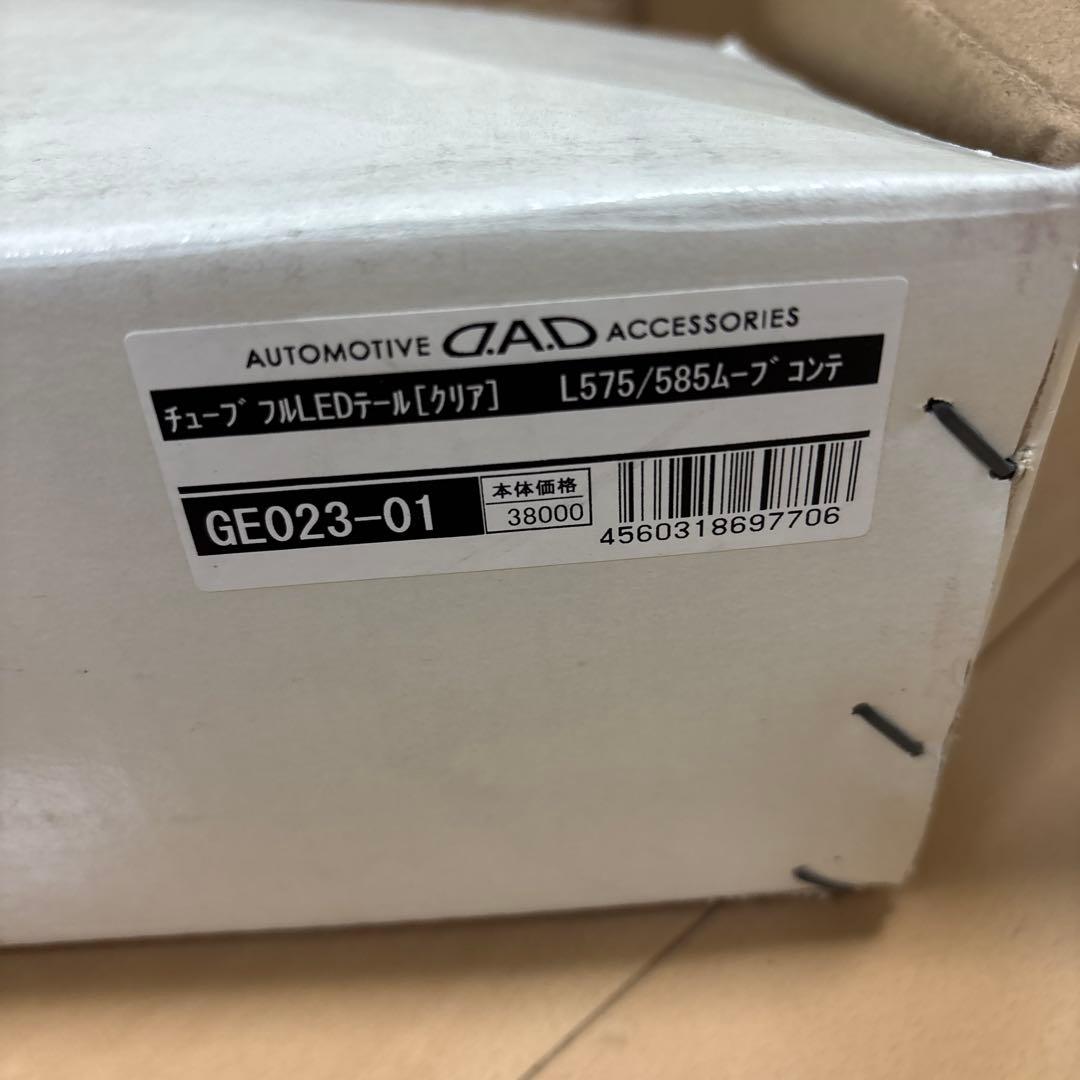 AUTOMOTIVE D.A.D ACCESSORIES
ﾁｭｰﾌﾞﾌﾙLEDﾃｰﾙ[ｸﾘｱ] L575/585ﾑｰﾌﾞｺﾝﾃ
GE023-01
本体価格
38000
4560318697706